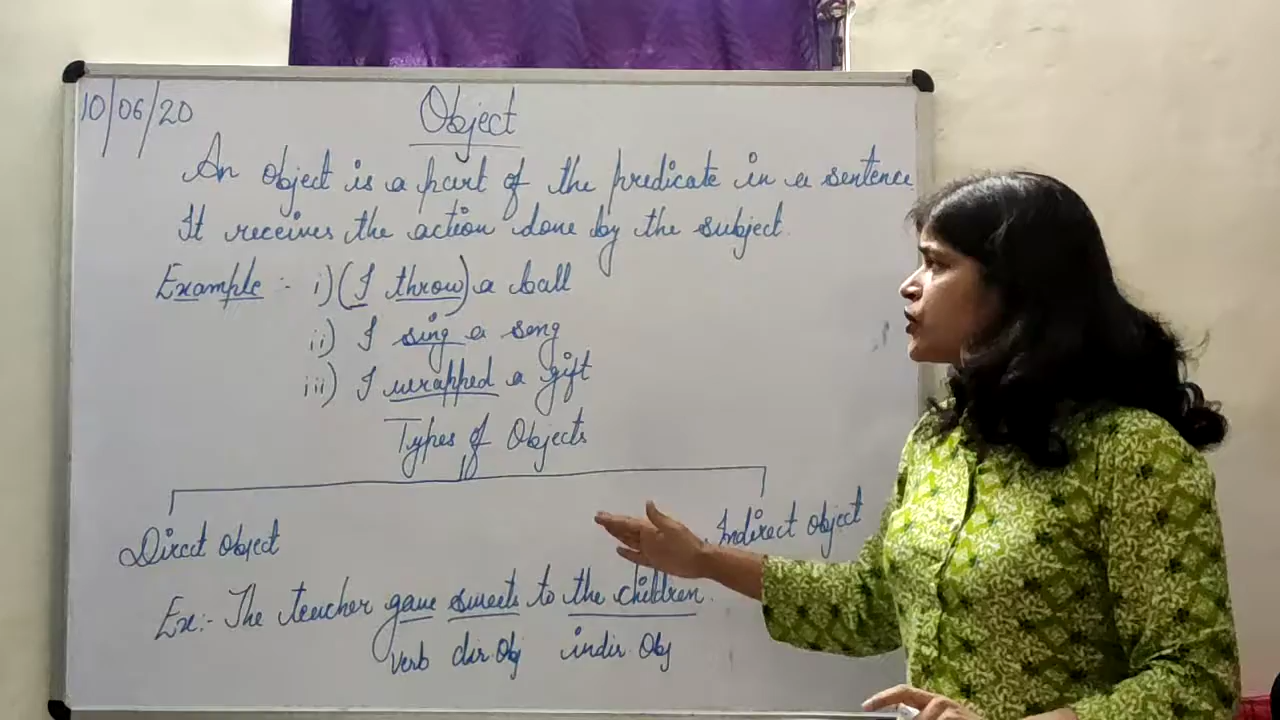 10/06/20
Object
An object is a part of the predicate in a sentence
It receives the action done by the subject.
Example :- i) (I throw) a ball
ii) I sing a song
iii) I wrapped a gift
Types of Objects
Direct object
Indirect object
Ex:- The teacher gave sweets to the children.
Verb dir.Obj indir.Obj